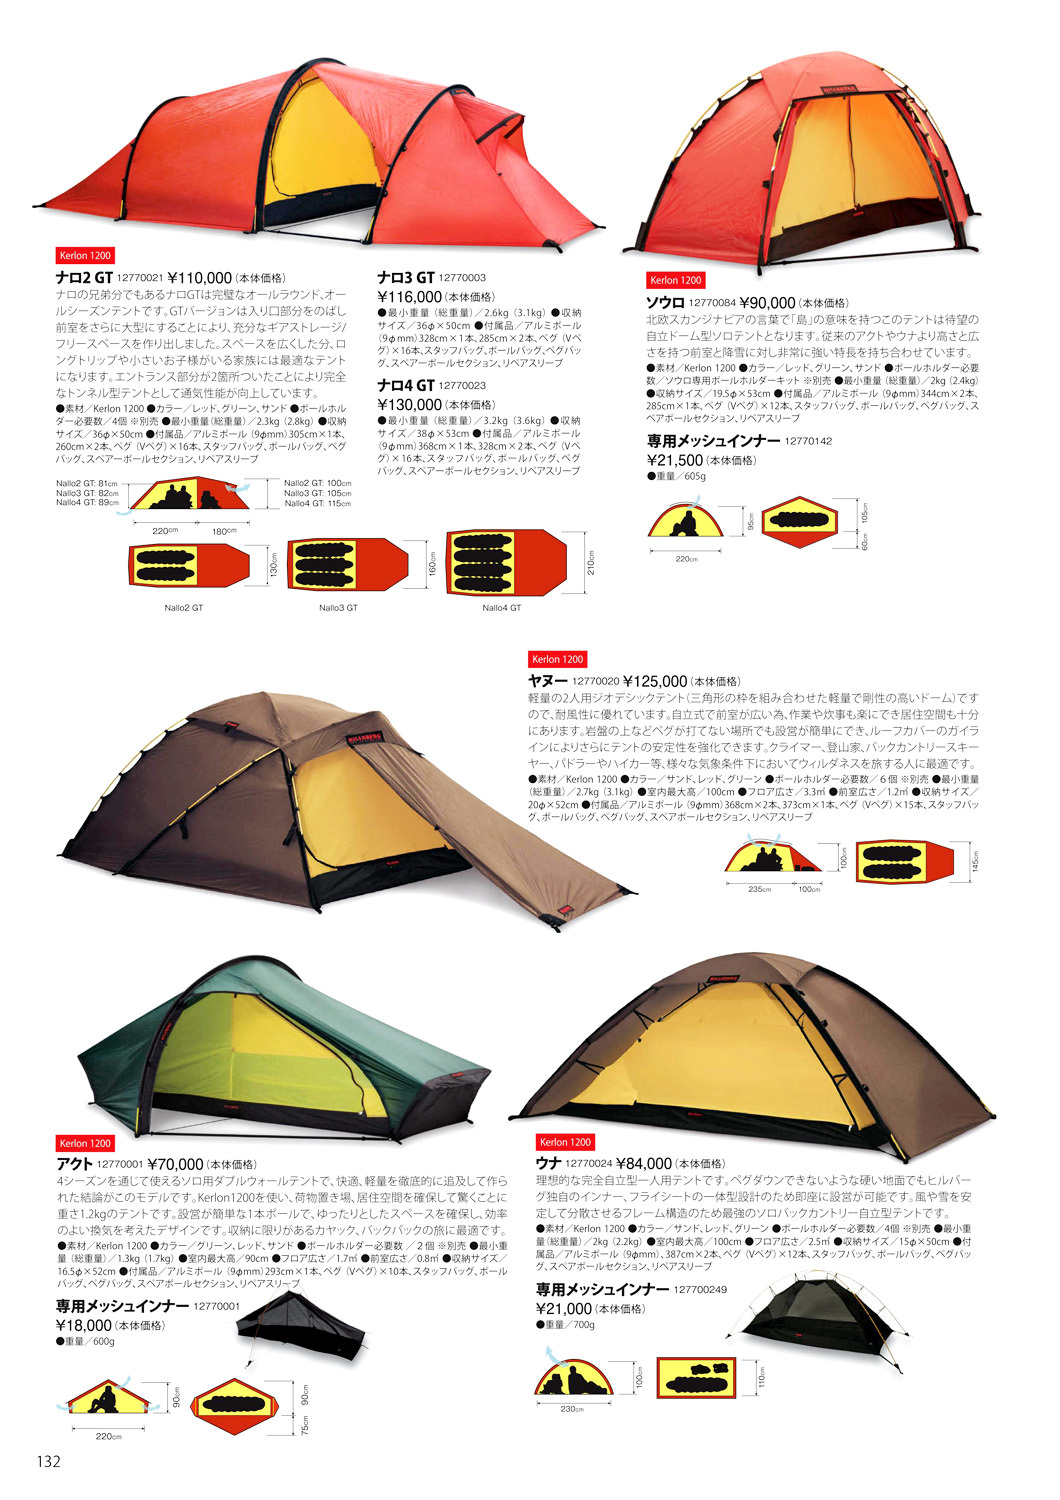 Kerlon 1200
ナロ2 GT 12770021 ¥110,000(本体価格)
ナロの兄弟分でもあるナロGTは完璧なオールラウンド、オー
ルシーズンテントです。GTバージョンは入り口部分をのばし
前室をさらに大型にすることにより、充分なギアストレージ/
フリースペースを作り出しました。スペースを広くした分、ロ
ングトリップや小さいお子様がいる家族には最適なテント
になります。エントランス部分が2箇所ついたことにより完全
なトンネル型テントとして通気性能が向上しています。
●素材/Kerlon 1200 ●カラー/レッド、グリーン、サンド ●ポールホル
ダー必要数/4個 ※別売 ●最小重量(総重量)/2.3kg (2.8kg) ●収納
サイズ/36φ×50cm ●付属品/アルミポール (9φmm) 305cm×1本、
260cm×2本、ペグ (Vペグ)×16本、スタッフバッグ、ポールバッグ、ペグ
バッグ、スペアーポールセクション、リペアスリーブ
ナロ3 GT 12770003
¥116,000(本体価格)
●最小重量 (総重量)/2.6kg (3.1kg) ●収納
サイズ/36φ×50cm ●付属品/アルミポール
(9φmm) 328cm×1本、285cm×2本、ペグ (Vペ
グ)×16本、スタッフバッグ、ポールバッグ、ペグバッ
グ、スペアーポールセクション、リペアスリーブ
ナロ4 GT 12770023
¥130,000(本体価格)
●最小重量 (総重量)/3.2kg (3.6kg) ●収納
サイズ/38φ×53cm ●付属品/アルミポール
(9φmm) 368cm×1本、328cm×2本、ペグ (Vペ
グ)×16本、スタッフバッグ、ポールバッグ、ペグバッ
グ、スペアーポールセクション、リペアスリーブ
Nallo2 GT: 81cm
Nallo3 GT: 82cm
Nallo4 GT: 89cm
Nallo2 GT: 100cm
Nallo3 GT: 105cm
Nallo4 GT: 115cm
220cm 180cm
130cm
160cm
210cm
Nallo2 GT
Nallo3 GT
Nallo4 GT
HILLEBERG
Kerlon 1200
ソウロ 12770084 ¥90,000(本体価格)
北欧スカンジナビアの言葉で「島」の意味を持つこのテントは待望の
自立ドーム型ソロテントとなります。従来のアクトやウナより高さと広
さを持つ前室と降雪に対し非常に強い特長を持ち合わせています。
●素材/Kerlon 1200 ●カラー/レッド、グリーン、サンド ●ポールホルダー必要
数/ソウロ専用ポールホルダーキット ※別売 ●最小重量 (総重量)/2kg (2.4kg)
●収納サイズ/19.5φ×53cm ●付属品/アルミポール (9φmm) 344cm×2本、
285cm×1本、ペグ (Vペグ)×12本、スタッフバッグ、ポールバッグ、ペグバッグ、ス
ペアポールセクション、リペアスリーブ
専用メッシュインナー 12770142
¥21,500(本体価格)
●重量/605g
95cm
220cm
105cm
60cm
Kerlon 1200
ヤヌー 12770020 ¥125,000(本体価格)
軽量の2人用ジオデシックテント(三角形の枠を組み合わせた軽量で剛性の高いドーム)です
ので、耐風性に優れています。自立式で前室が広い為、作業や炊事も楽にでき居住空間も十分
にあります。岩盤の上などペグが打てない場所でも設営が簡単にでき、ルーフカバーのガイラ
インによりさらにテントの安定性を強化できます。クライマー、登山家、バックカントリースキー
ヤー、パドラーやハイカー等、様々な気象条件下においてウィルダネスを旅する人に最適です。
●素材/Kerlon 1200 ●カラー/サンド、レッド、グリーン ●ポールホルダー必要数/6個 ※別売 ●最小重量
(総重量)/2.7kg (3.1kg) ●室内最大高/100cm ●フロア広さ/3.3㎡ ●前室広さ/1.2㎡ ●収納サイズ/
20φ×52cm ●付属品/アルミポール (9φmm) 368cm×2本、373cm×1本、ペグ (Vペグ)×15本、スタッフバッ
グ、ポールバッグ、ペグバッグ、スペアポールセクション、リペアスリーブ
HILLEBERG
100cm
235cm 100cm
145cm
Kerlon 1200
アクト 12770001 ¥70,000(本体価格)
4シーズンを通じて使えるソロ用ダブルウォールテントで、快適、軽量を徹底的に追及して作ら
れた結論がこのモデルです。Kerlon1200を使い、荷物置き場、居住空間を確保して驚くことに
重さ1.2kgのテントです。設営が簡単な1本ポールで、ゆったりとしたスペースを確保し、効率
のよい換気を考えたデザインです。収納に限りがあるカヤック、バックパックの旅に最適です。
●素材/Kerlon 1200 ●カラー/グリーン、レッド、サンド ●ポールホルダー必要数 /2個 ※別売 ●最小重
量 (総重量)/1.3kg (1.7kg) ●室内最大高/90cm ●フロア広さ/1.7㎡ ●前室広さ/0.8㎡ ●収納サイズ/
16.5φ×52cm ●付属品/アルミポール (9φmm) 293cm×1本、ペグ (Vペグ)×10本、スタッフバッグ、ポール
バッグ、ペグバッグ、スペアポールセクション、リペアスリーブ
専用メッシュインナー 12770001
¥18,000(本体価格)
●重量/600g
90cm
220cm
90cm
75cm
Kerlon 1200
ウナ 12770024 ¥84,000(本体価格)
理想的な完全自立型一人用テントです。ペグダウンできないような硬い地面でもヒルバー
グ独自のインナー、フライシートの一体型設計のため即座に設営が可能です。風や雪を安
定して分散させるフレーム構造のため最強のソロバックカントリー自立型テントです。
●素材/Kerlon 1200 ●カラー/サンド、レッド、グリーン ●ポールホルダー必要数/4個 ※別売 ●最小重
量(総重量)/2kg (2.2kg) ●室内最大高/100cm ●フロア広さ/2.5㎡ ●収納サイズ/15φ×50cm ●付
属品/アルミポール (9φmm)、387cm×2本、ペグ (Vペグ)×12本、スタッフバッグ、ポールバッグ、ペグバッ
グ、スペアポールセクション、リペアスリーブ
専用メッシュインナー 127700249
¥21,000(本体価格)
●重量/700g
100cm
230cm
110cm
132